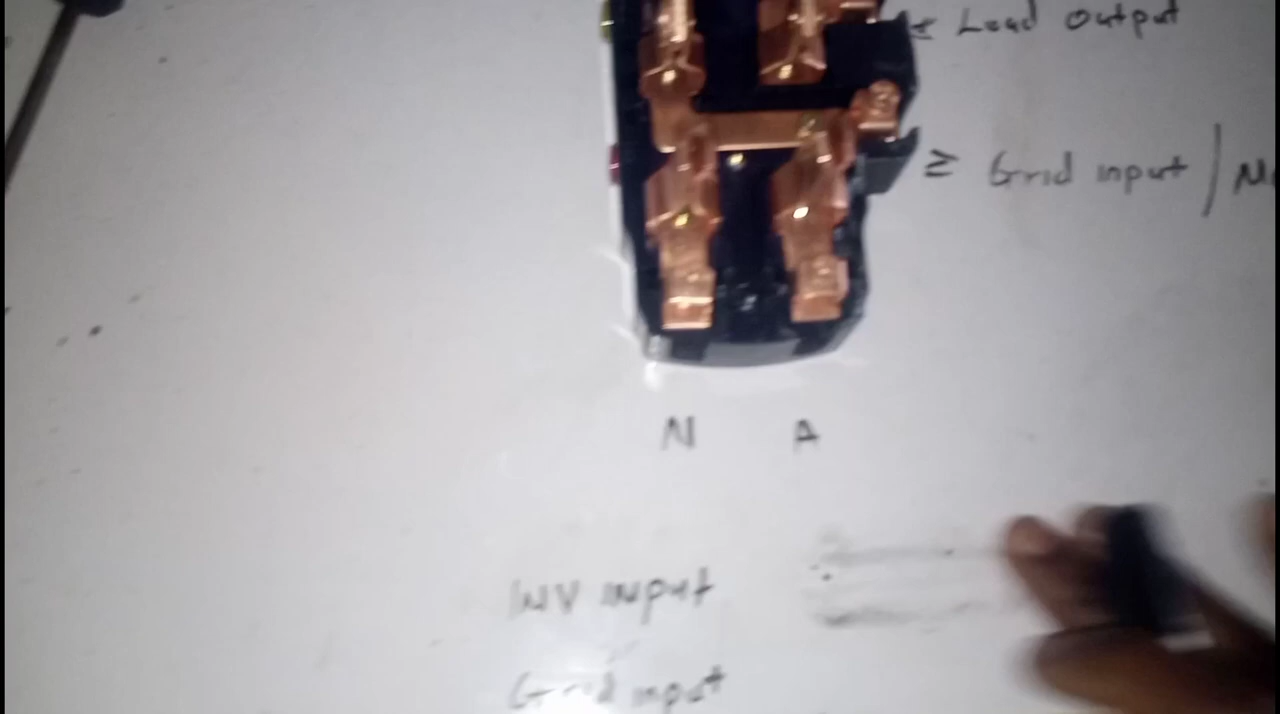 Load output
≥ Grid input /
N A
INV input
Grid input